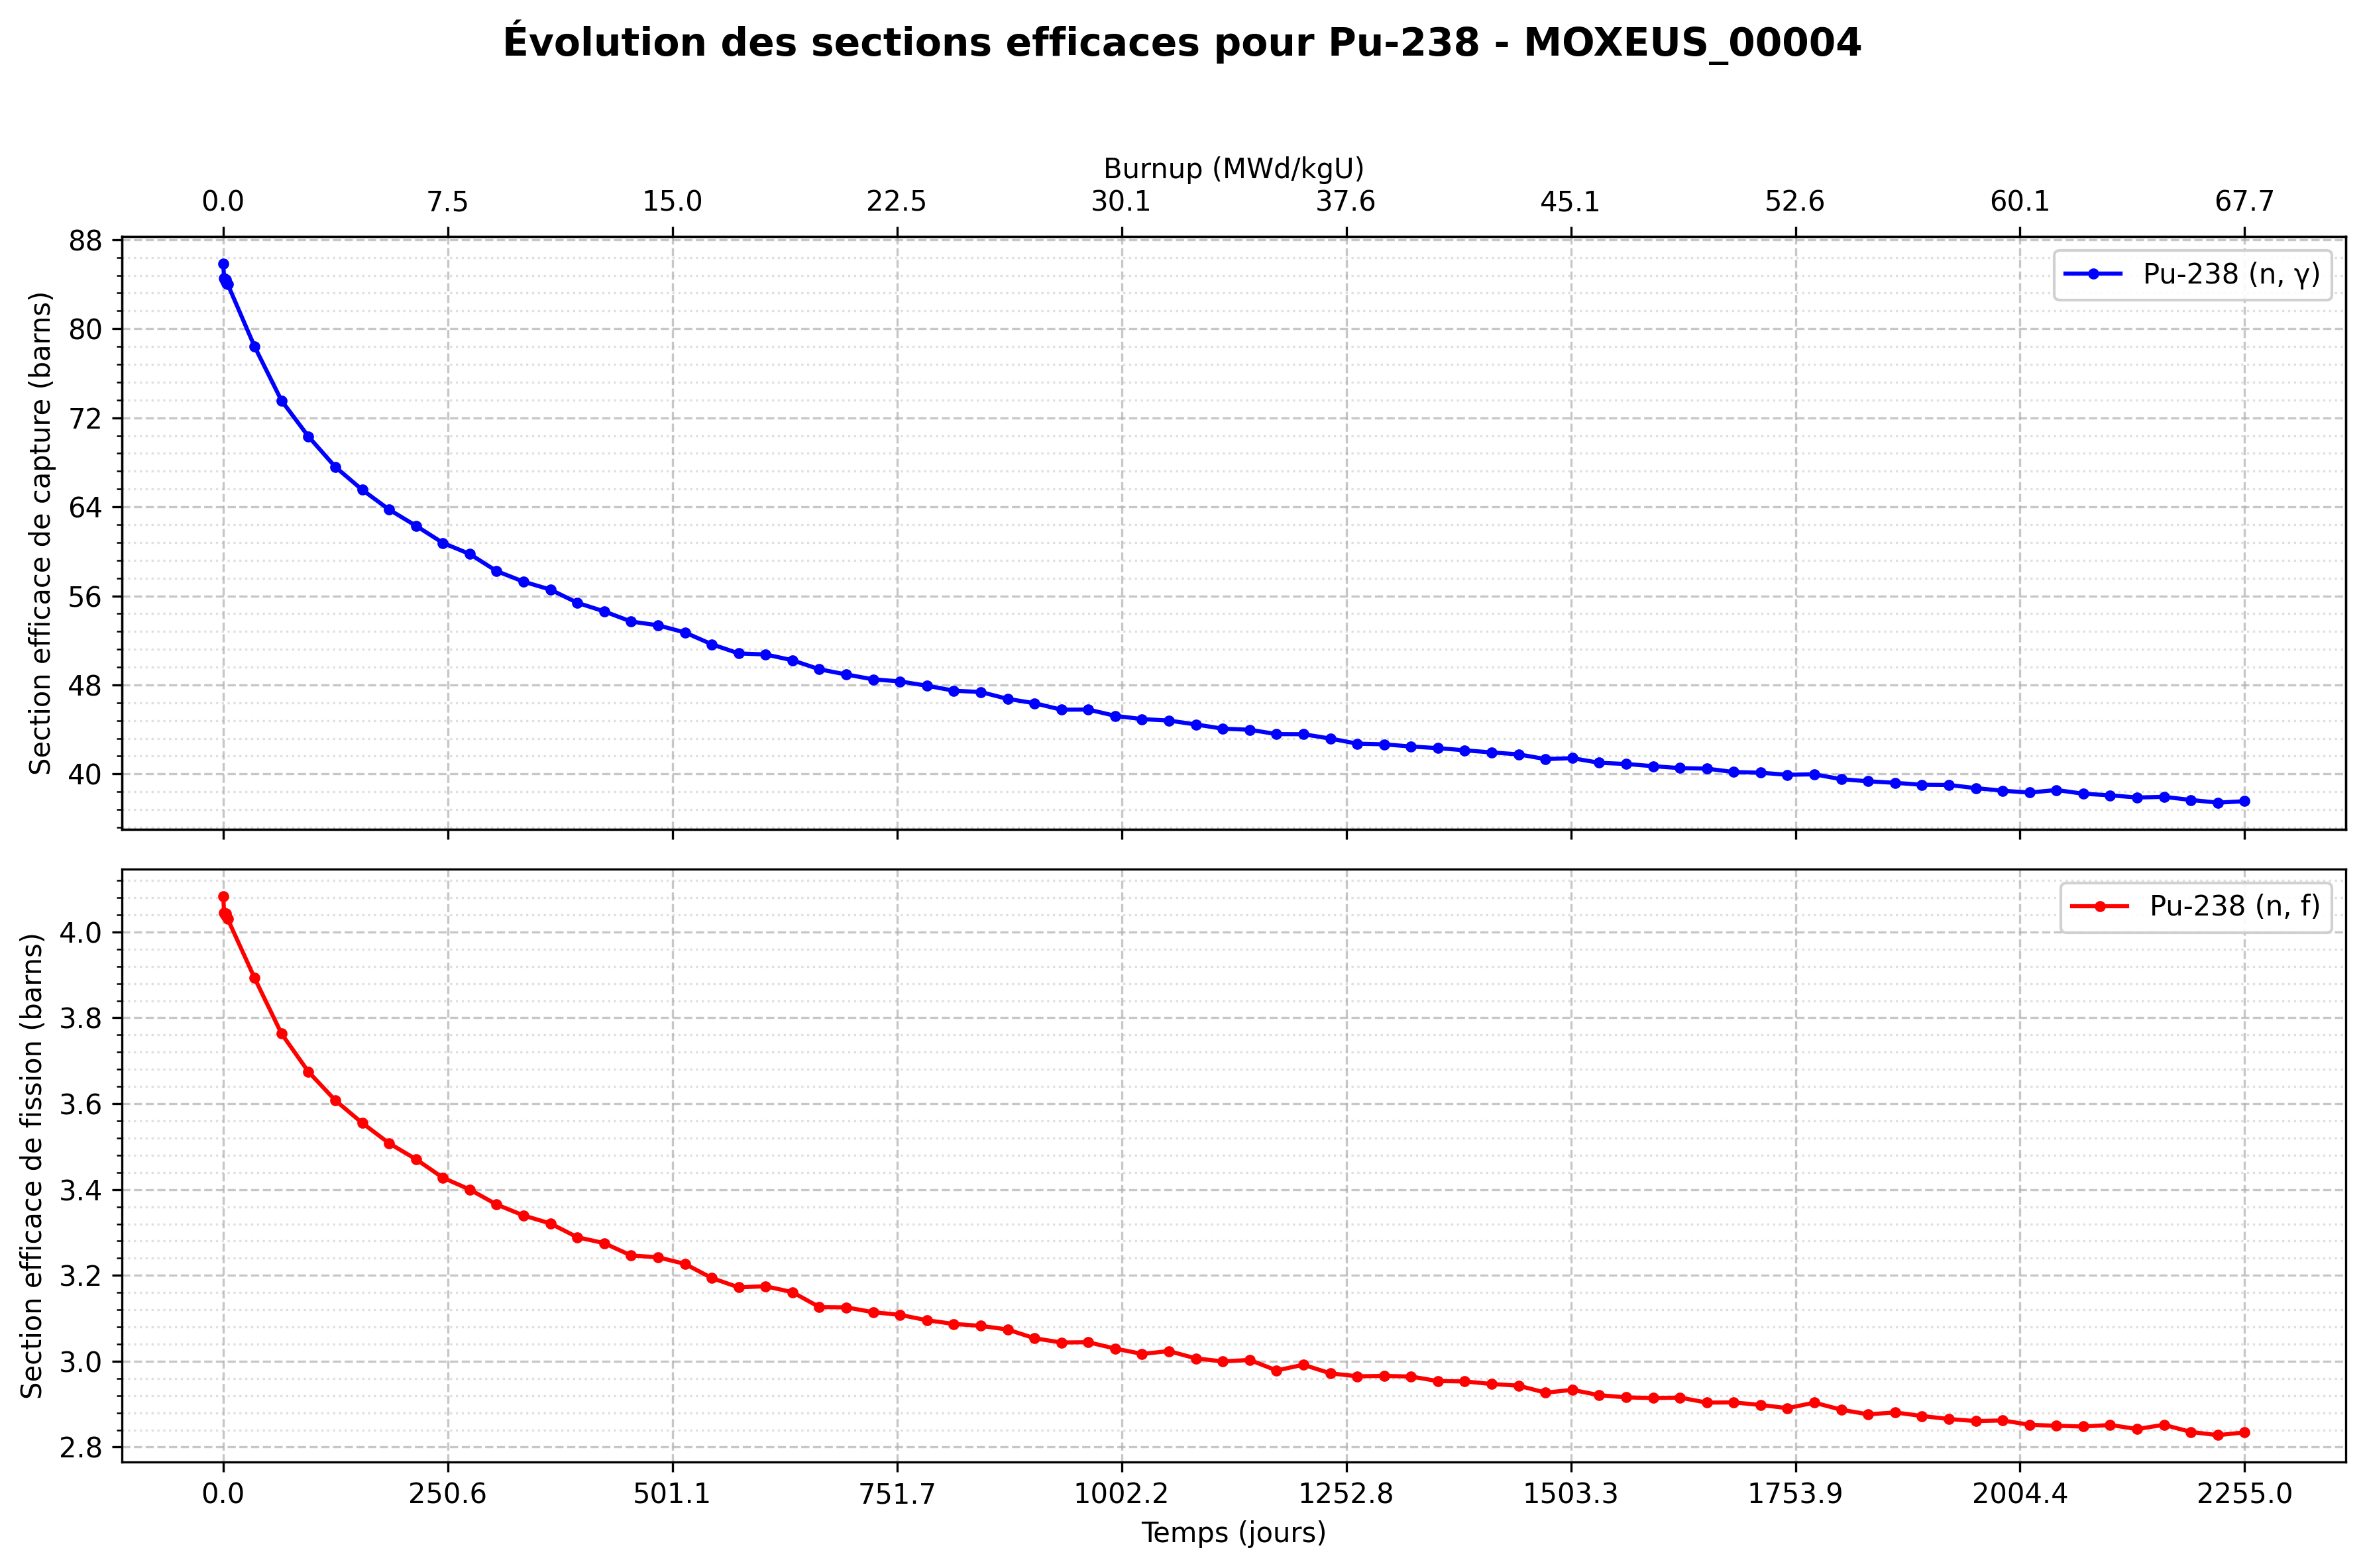 Évolution des sections efficaces pour Pu-238 - MOXEUS_00004
Burnup (MWd/kgU)
0.0 7.5 15.0 22.5 30.1 37.6 45.1 52.6 60.1 67.7
Section efficace de capture (barns)
88
80
72
64
56
48
40
Pu-238 (n, γ)
Section efficace de fission (barns)
4.0
3.8
3.6
3.4
3.2
3.0
2.8
Pu-238 (n, f)
0.0 250.6 501.1 751.7 1002.2 1252.8 1503.3 1753.9 2004.4 2255.0
Temps (jours)